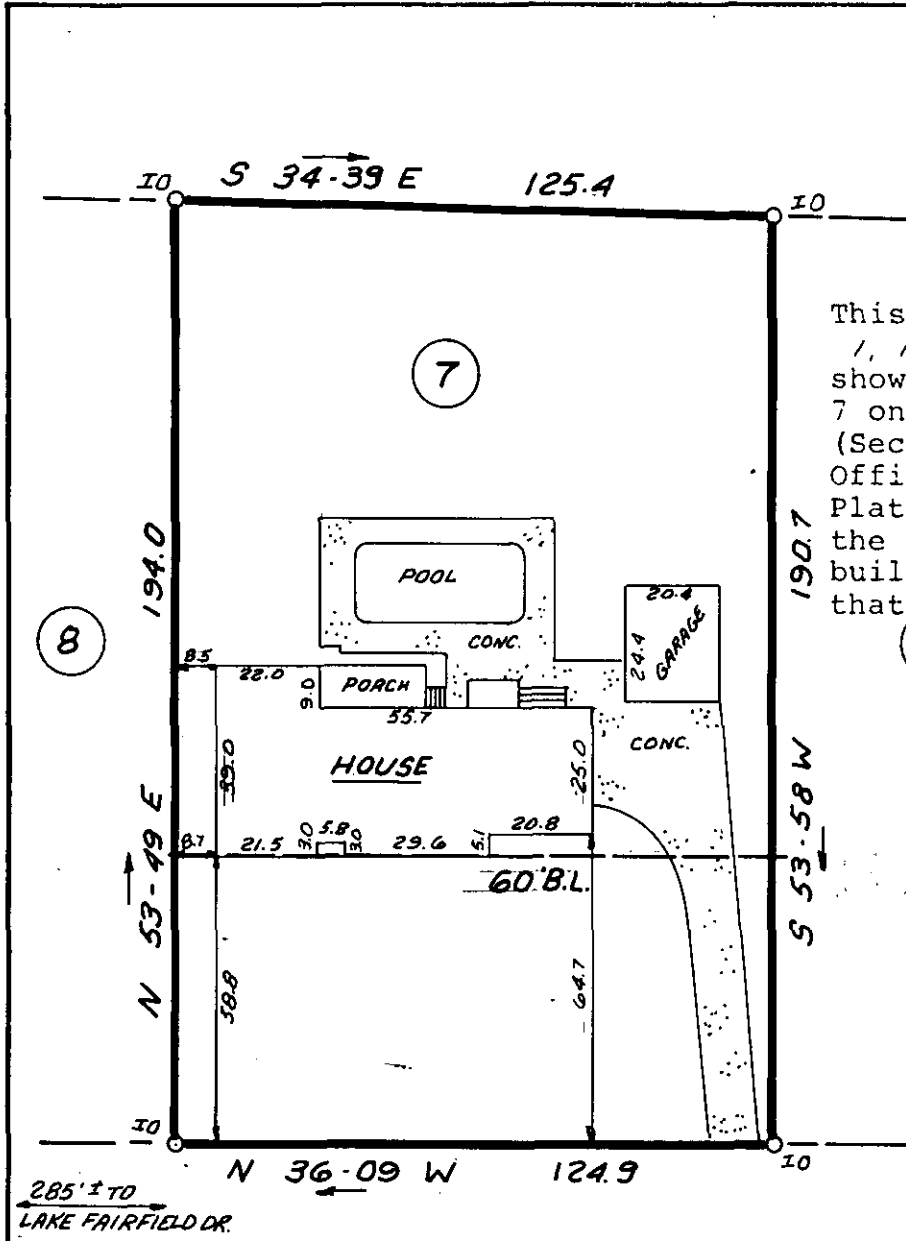 S 34-39 E 125.4
IO
IO
7
This
show
7 on
(Sec
Offi
Plat
the
buil
that
194.0
190.7
8
POOL
CONC.
20.4
24.4
GARAGE
8.5
22.0
9.0
PORCH
55.7
HOUSE
39.0
25.0
CONC.
N 53-49 E
S 53-58 W
8.7
21.5
3.0
5.8
3.0
29.6
5.1
20.8
60' B.L.
58.8
64.7
IO
IO
N 36-09 W 124.9
285' ± TO
LAKE FAIRFIELD DR.